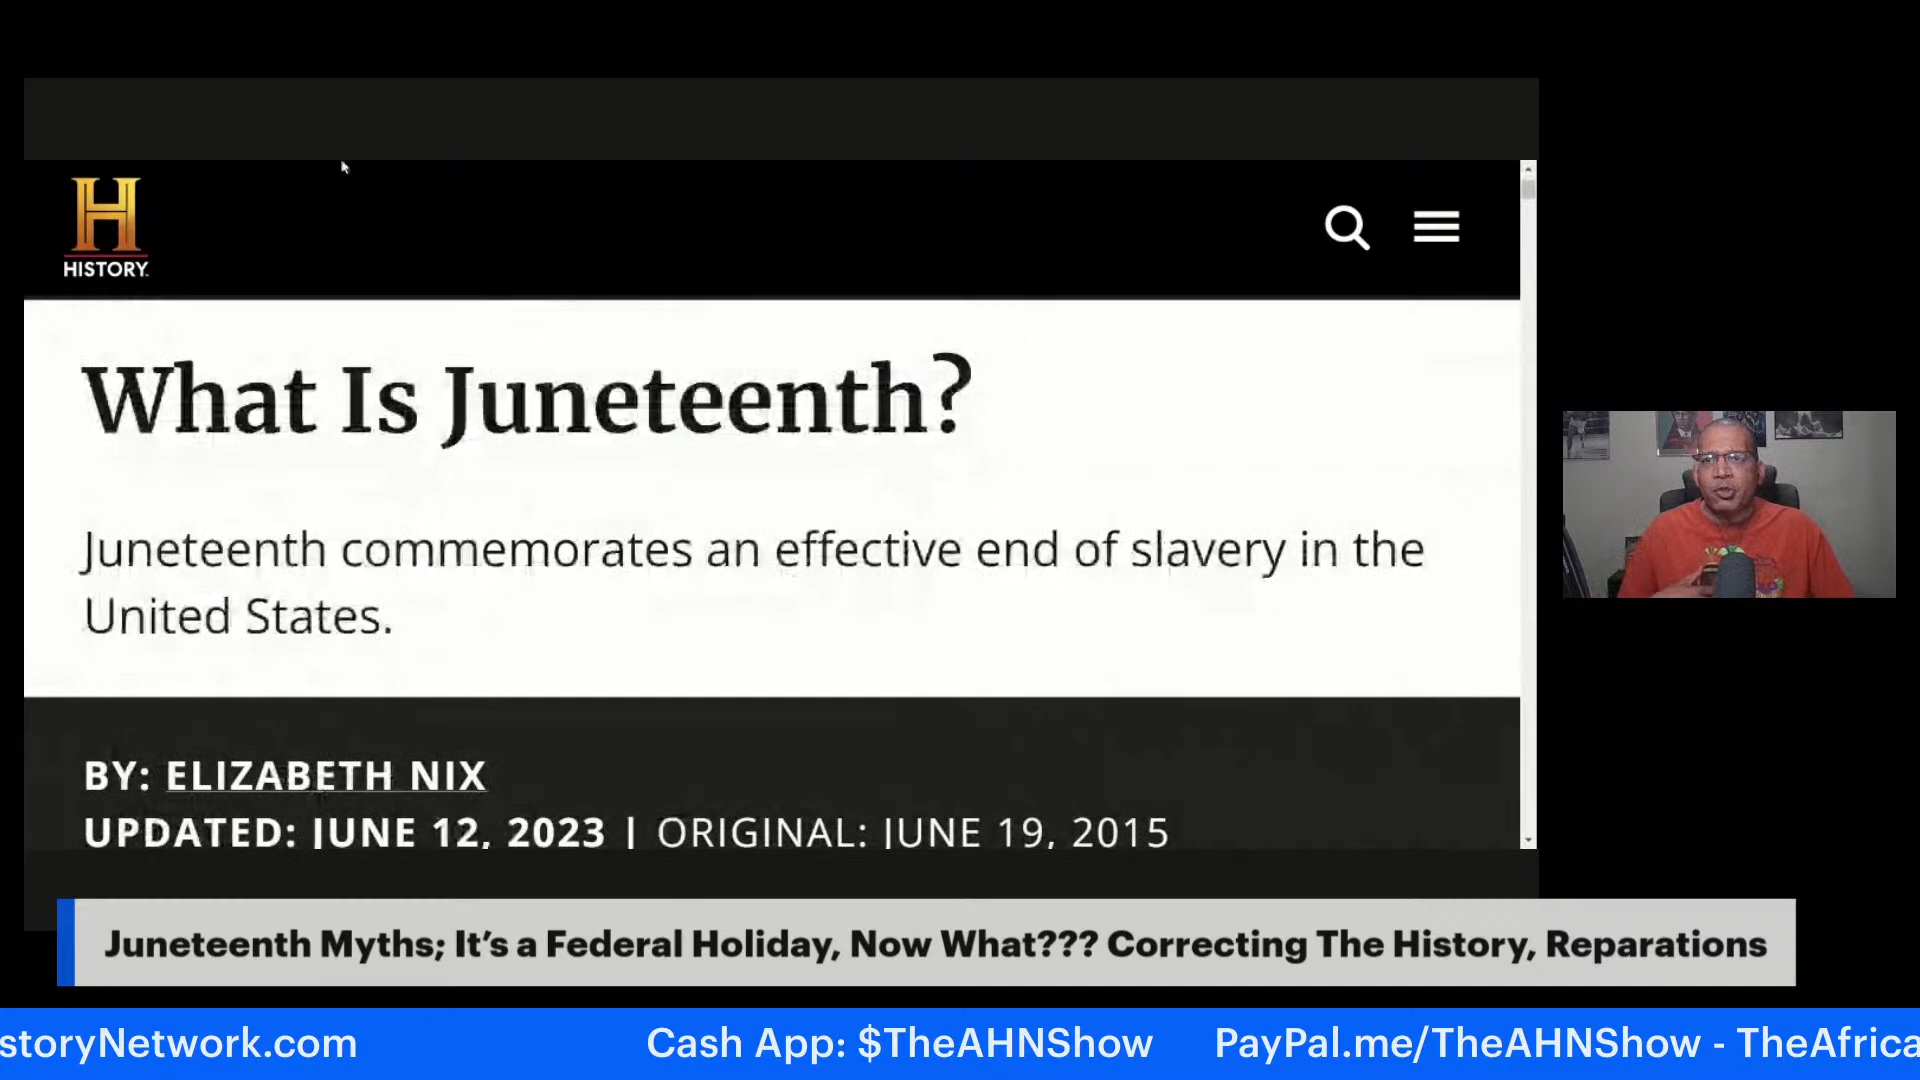 HISTORY
What Is Juneteenth?
Juneteenth commemorates an effective end of slavery in the
United States.
BY: ELIZABETH NIX
UPDATED: JUNE 12, 2023 | ORIGINAL: JUNE 19, 2015
Juneteenth Myths; It’s a Federal Holiday, Now What??? Correcting The History, Reparations
storyNetwork.com Cash App: $TheAHNShow PayPal.me/TheAHNShow - TheAfrica